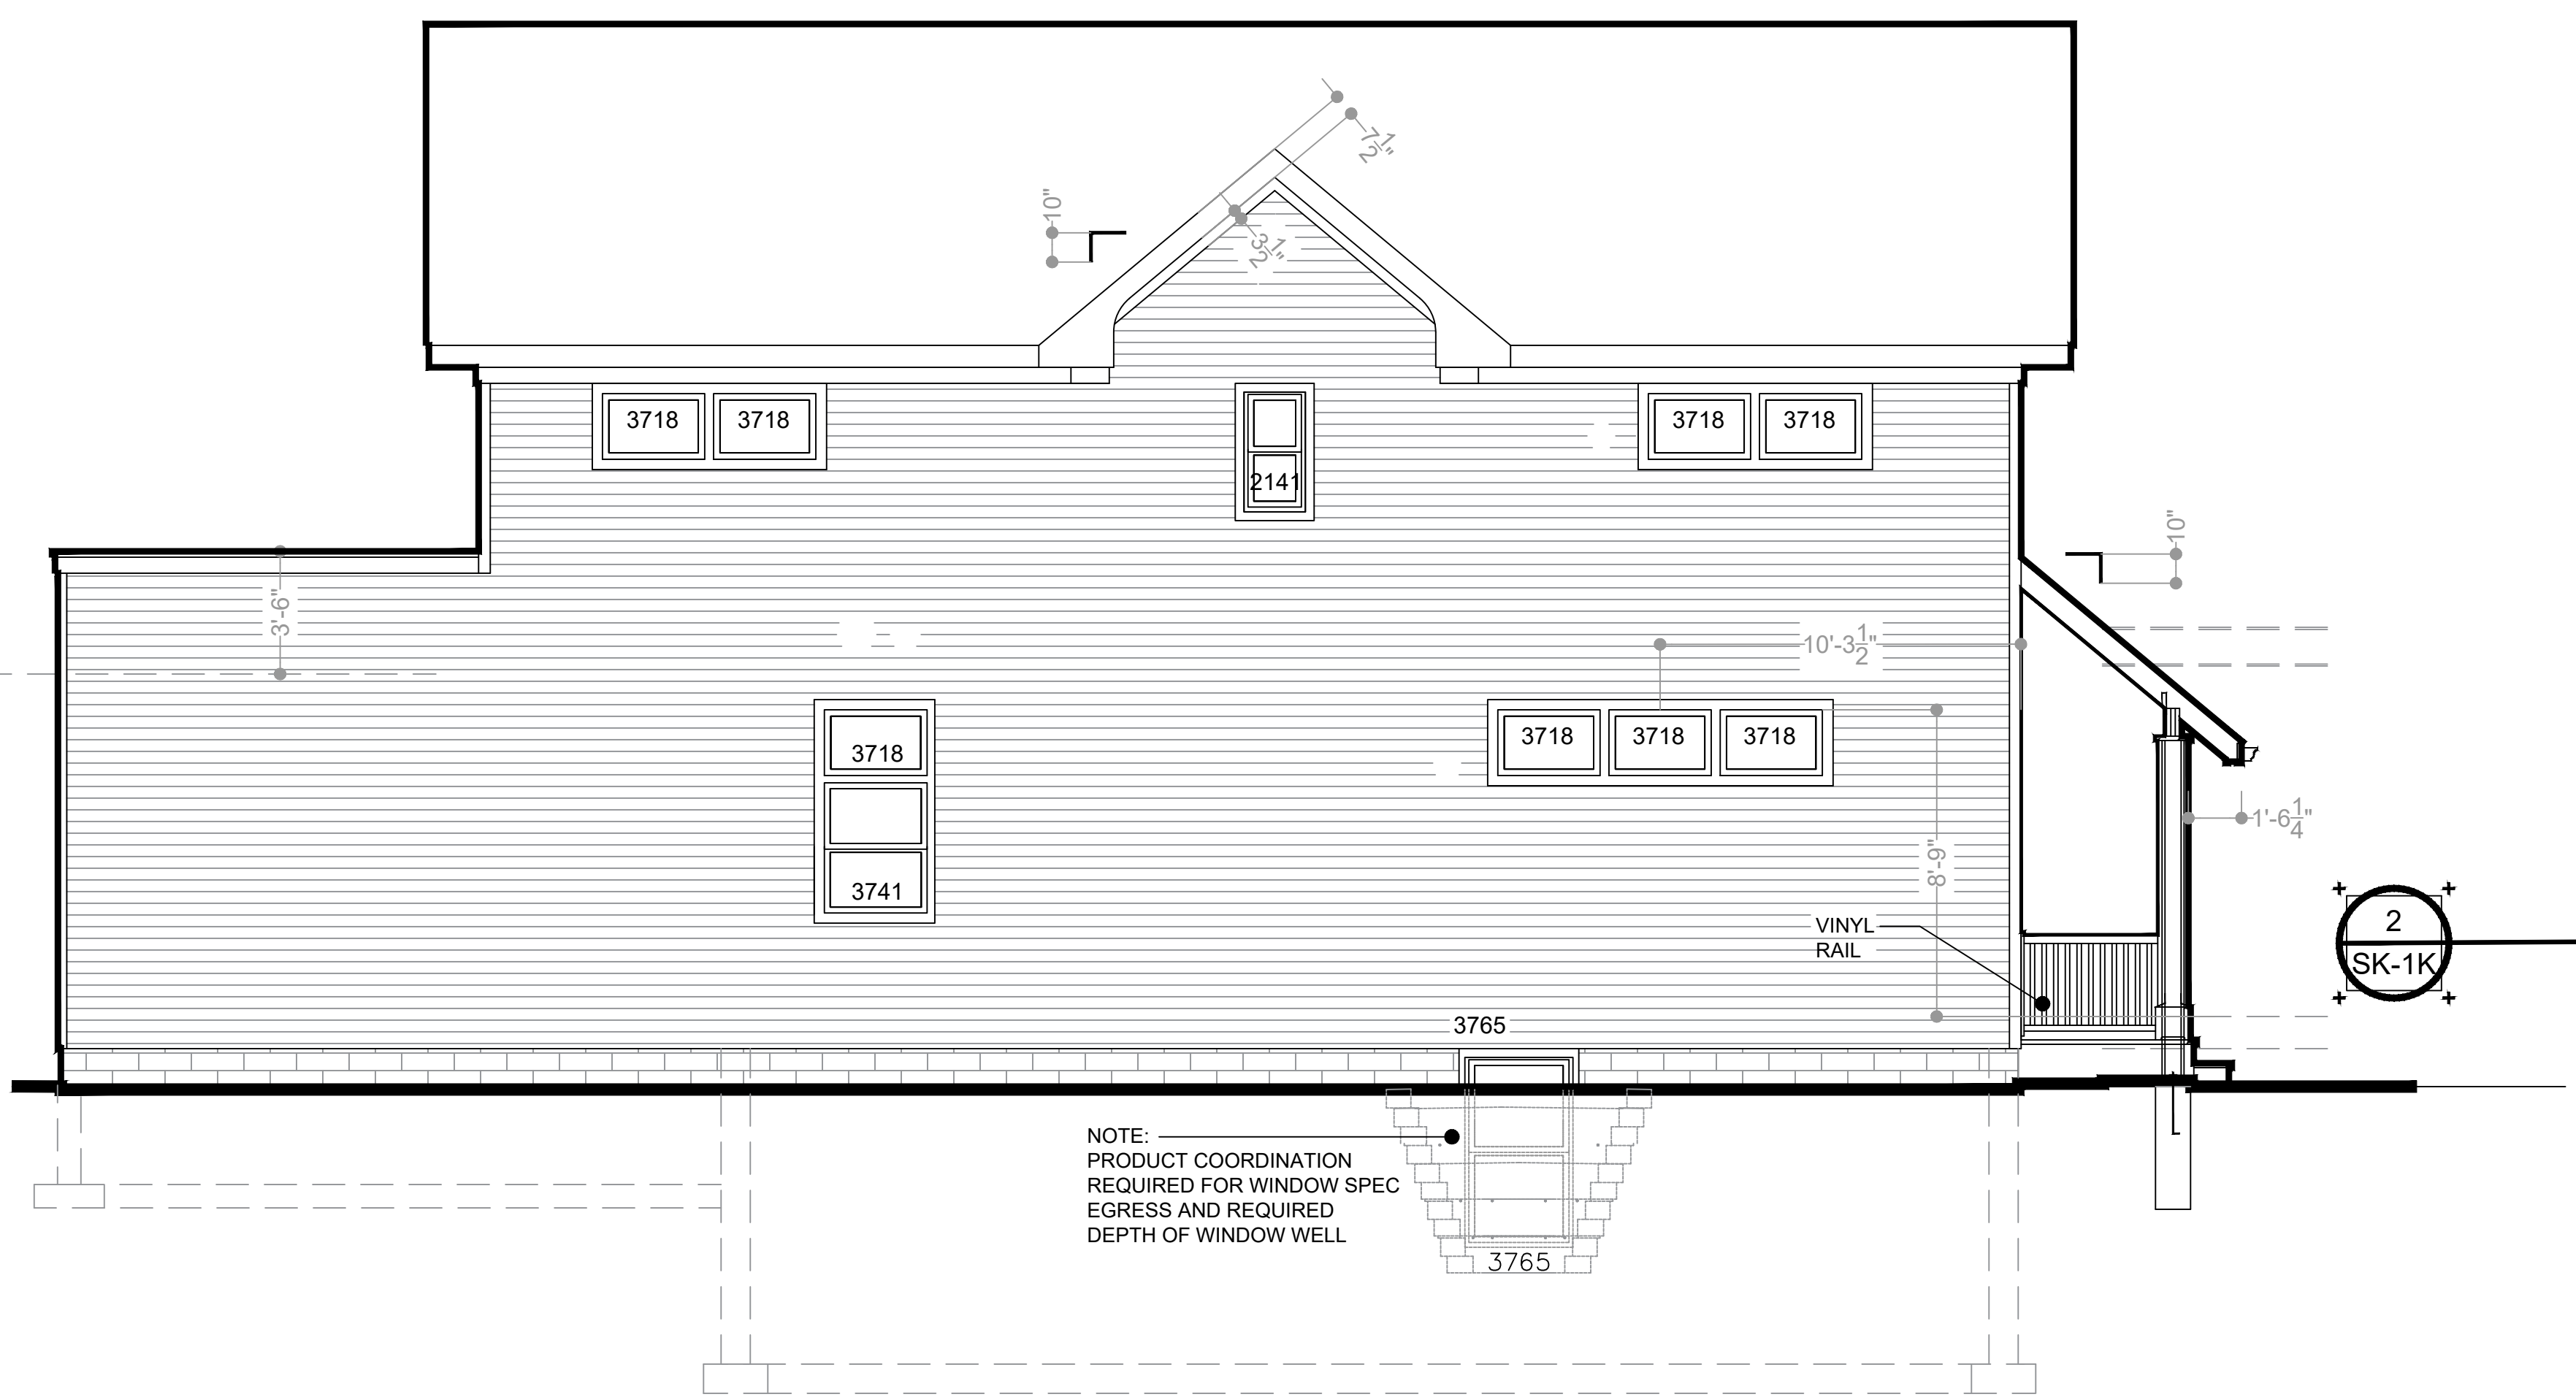 7 1/2"
10"
3 1/2"
3718 3718
2141
3718 3718
10"
3'-6"
10'-3 1/2"
3718
3718 3718 3718
1'-6 1/4"
8'-9"
3741
VINYL
RAIL
2
SK-1K
3765
NOTE:
PRODUCT COORDINATION
REQUIRED FOR WINDOW SPEC
EGRESS AND REQUIRED
DEPTH OF WINDOW WELL
3765